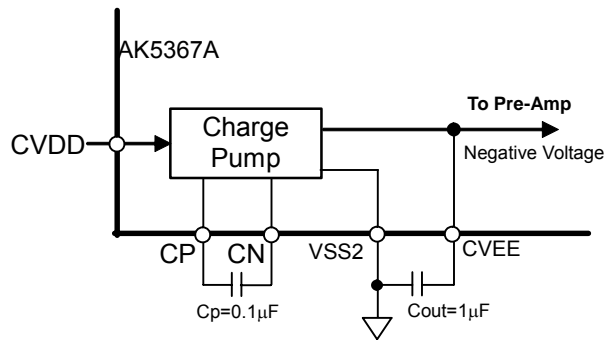 AK5367A
To Pre-Amp
Charge
Pump
CVDD
Negative Voltage
CP
CN
VSS2
CVEE
Cp=0.1μF
Cout=1μF